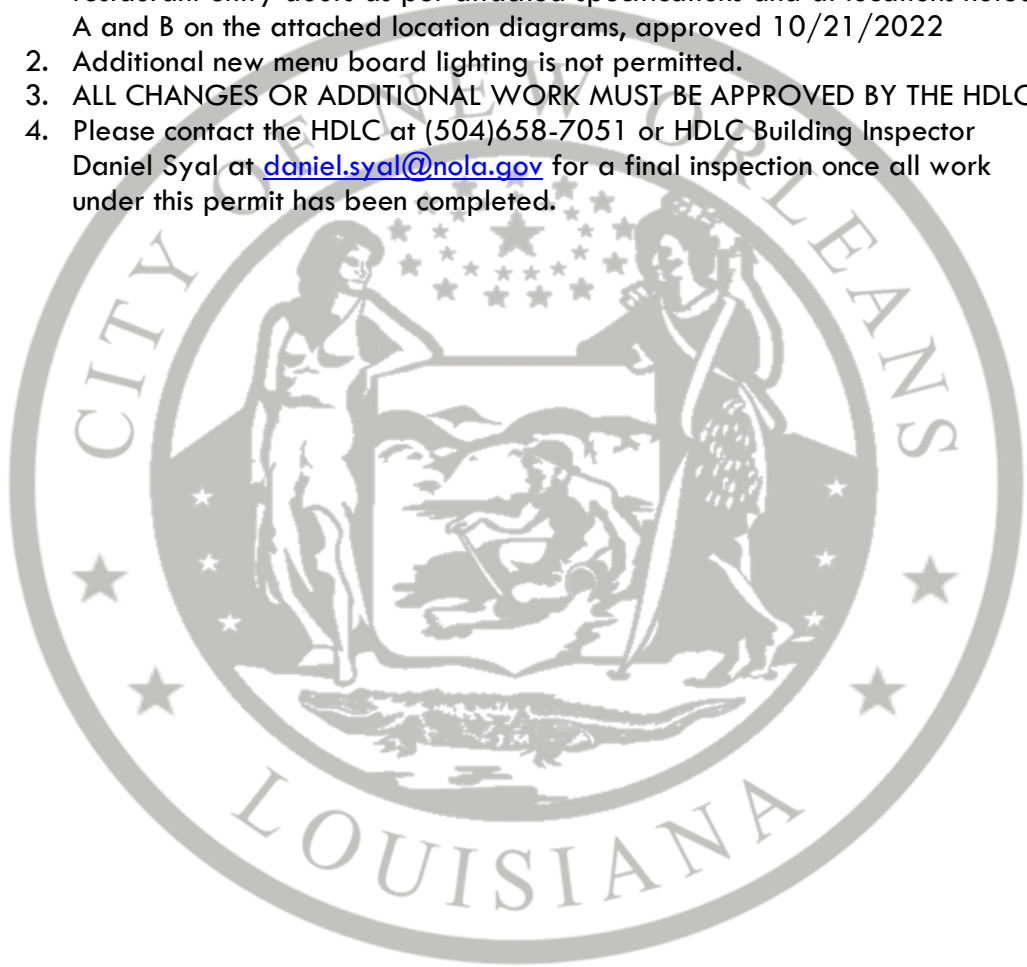 A and B on the attached location diagrams, approved 10/21/2022
2. Additional new menu board lighting is not permitted.
3. ALL CHANGES OR ADDITIONAL WORK MUST BE APPROVED BY THE HDLC
4. Please contact the HDLC at (504)658-7051 or HDLC Building Inspector
Daniel Syal at daniel.syal@nola.gov for a final inspection once all work
under this permit has been completed.
CITY OF NEW ORLEANS
LOUISIANA